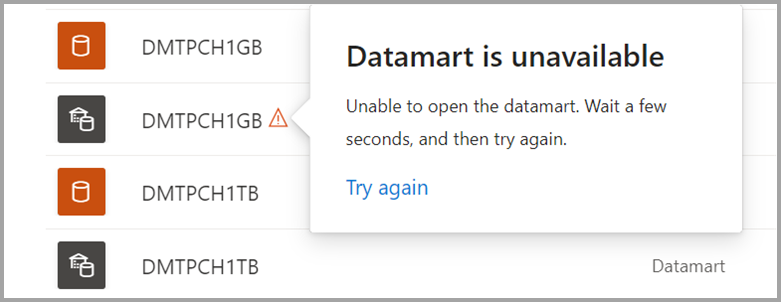 DMTPCH1GB
Datamart is unavailable
Unable to open the datamart. Wait a few
seconds, and then try again.
Try again
DMTPCH1GB
DMTPCH1TB
DMTPCH1TB
Datamart